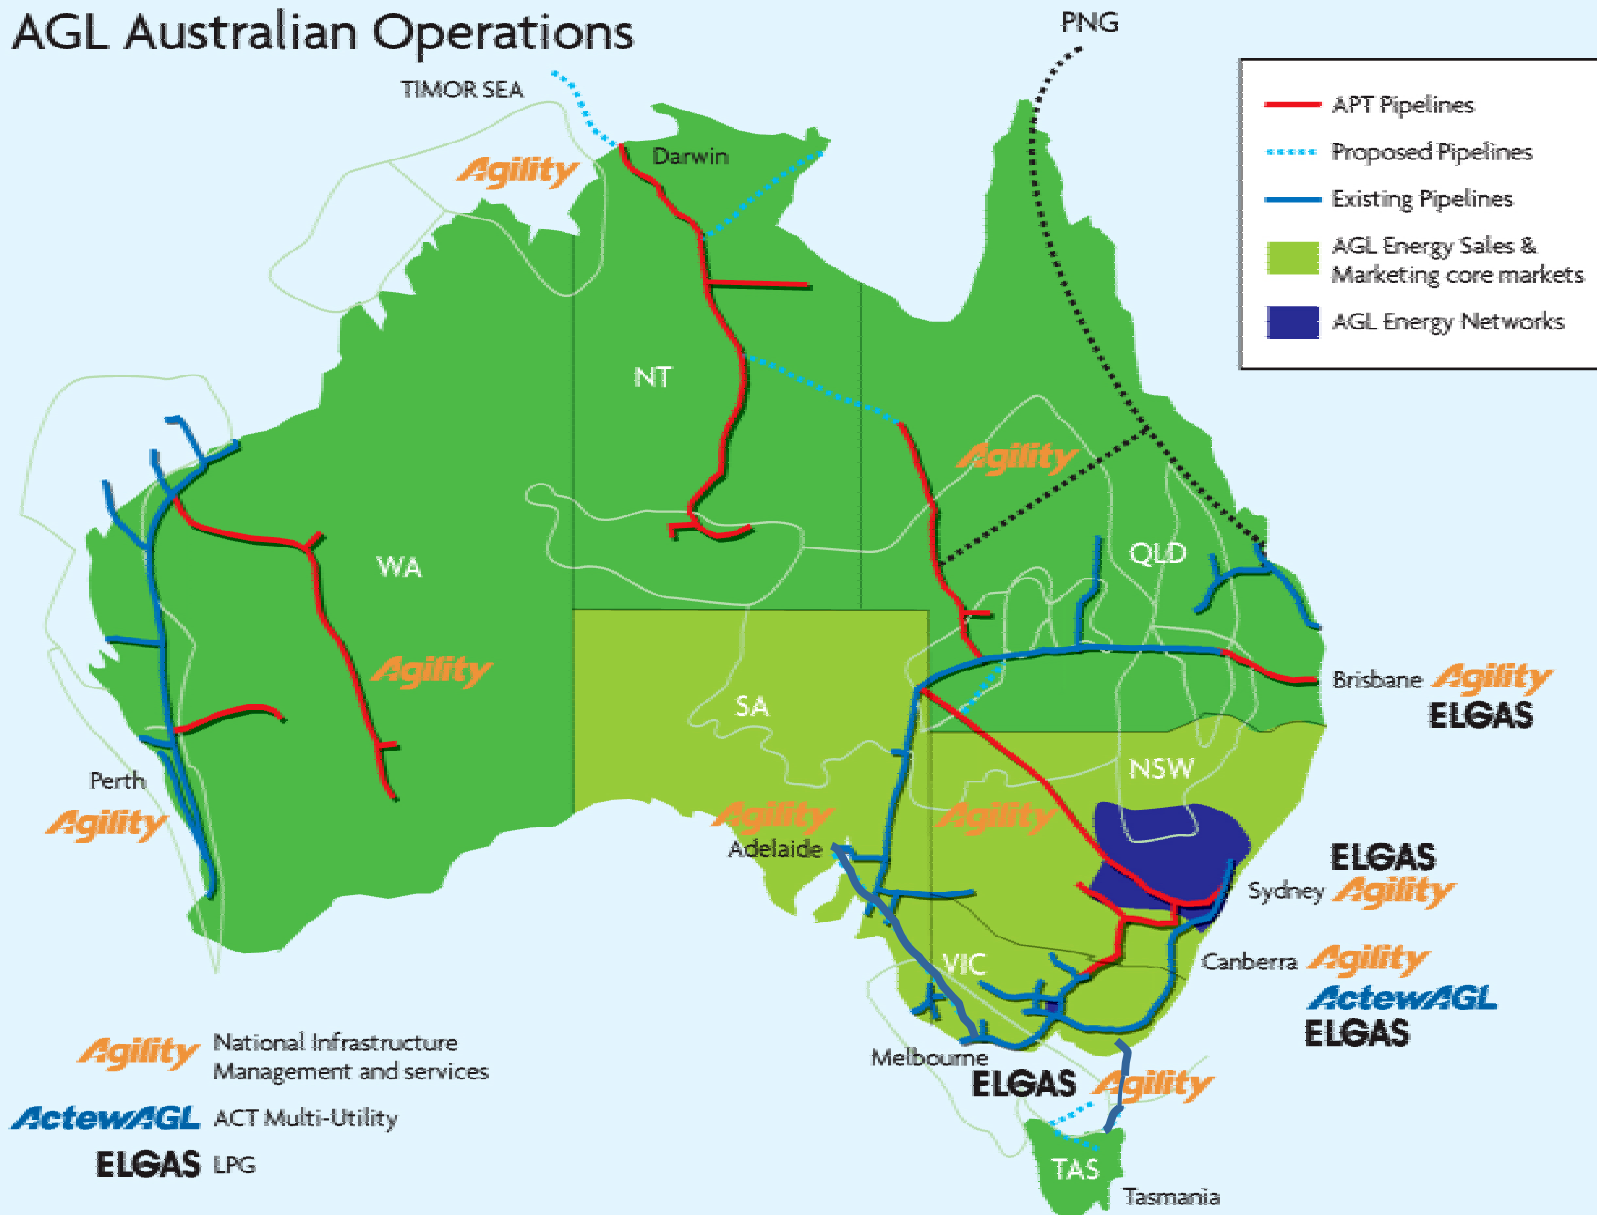 AGL Australian Operations
PNG
TIMOR SEA
APT Pipelines
Proposed Pipelines
Existing Pipelines
AGL Energy Sales &
Marketing core markets
AGL Energy Networks
Darwin
Agility
NT
Agility
QLD
WA
Agility
SA
Brisbane Agility
ELGAS
NSW
Perth
Agility
Agility
Agility
Adelaide
ELGAS
Sydney Agility
VIC
Canberra Agility
ActewAGL
ELGAS
Melbourne
ELGAS Agility
TAS
Tasmania
Agility National Infrastructure
Management and services
ActewAGL ACT Multi-Utility
ELGAS LPG